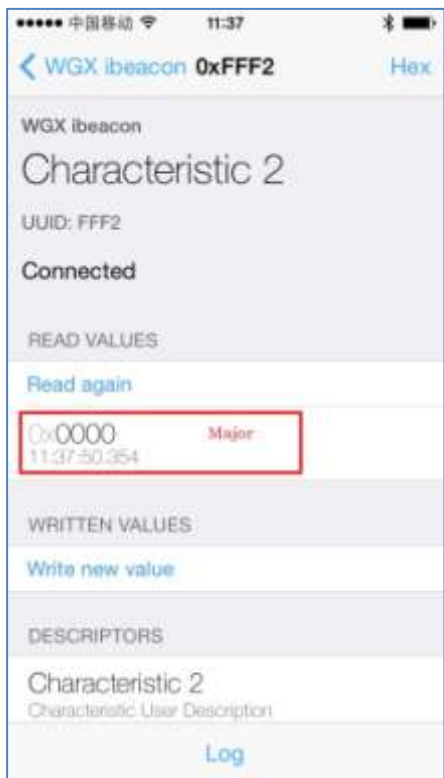 中国移动 11:37
WGX ibeacon 0xFFF2 Hex
WGX ibeacon
Characteristic 2
UUID: FFF2
Connected
READ VALUES
Read again
0x0000 Major
11:37:50.354
WRITTEN VALUES
Write new value
DESCRIPTORS
Characteristic 2
Characteristic User Description
Log